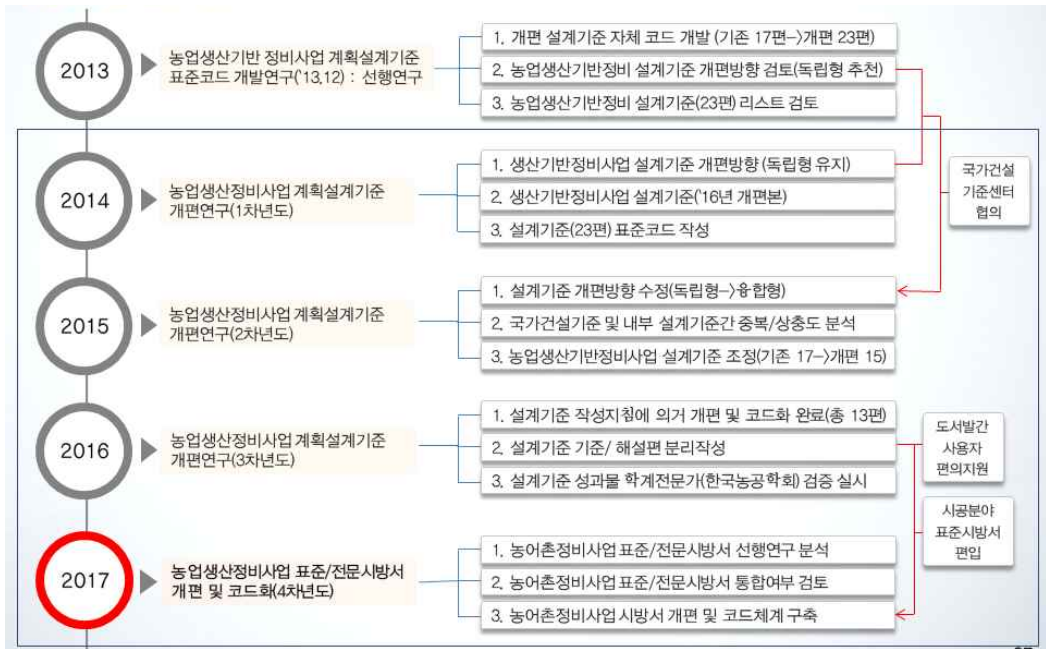 2013
농업생산기반 정비사업 계획설계기준
표준코드 개발연구('13.12) : 선행연구
1. 개편 설계기준 자체 코드 개발 (기존 17편->개편 23편)
2. 농업생산기반정비 설계기준 개편방향 검토(독립형 추천)
3. 농업생산기반정비 설계기준(23편) 리스트 검토
2014
농업생산정비사업 계획설계기준
개편연구(1차년도)
1. 생산기반정비사업 설계기준 개편방향 (독립형 유지)
2. 생산기반정비사업 설계기준('16년 개편본)
3. 설계기준(23편) 표준코드 작성
국가건설
기준센터
협의
2015
농업생산정비사업 계획설계기준
개편연구(2차년도)
1. 설계기준 개편방향 수정(독립형->융합형)
2. 국가건설기준 및 내부 설계기준간 중복/상충도 분석
3. 농업생산기반정비사업 설계기준 조정(기존 17->개편 15)
2016
농업생산정비사업 계획설계기준
개편연구(3차년도)
1. 설계기준 작성지침에 의거 개편 및 코드화 완료(총 13편)
2. 설계기준 기준/ 해설편 분리작성
3. 설계기준 성과물 학계전문가(한국농공학회) 검증 실시
도서발간
사용자
편의지원
시공분야
표준시방서
편입
2017
농업생산정비사업 표준/전문시방서
개편 및 코드화(4차년도)
1. 농어촌정비사업 표준/전문시방서 선행연구 분석
2. 농어촌정비사업 표준/전문시방서 통합여부 검토
3. 농어촌정비사업 시방서 개편 및 코드체계 구축